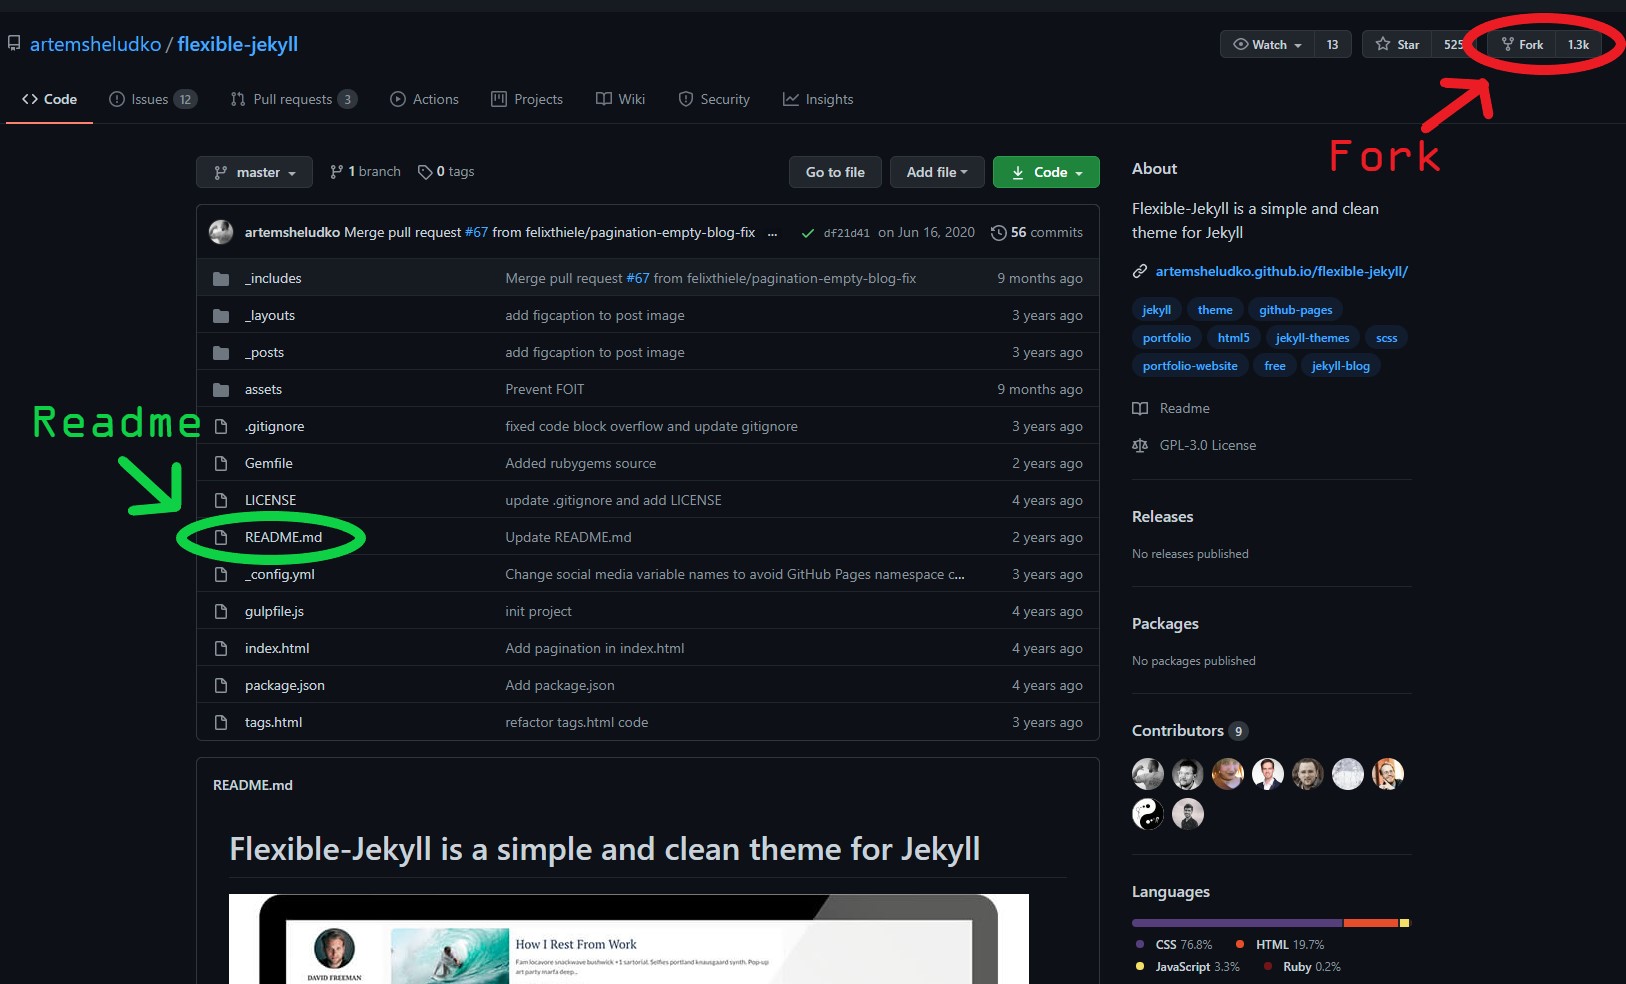 artemsheludko / flexible-jekyll
Watch 13 Star 525 Fork 1.3k
Code Issues 12 Pull requests 3 Actions Projects Wiki Security Insights
Fork
master 1 branch 0 tags Go to file Add file Code
artemsheludko Merge pull request #67 from felixthiele/pagination-empty-blog-fix ... df21d41 on Jun 16, 2020 56 commits
_includes Merge pull request #67 from felixthiele/pagination-empty-blog-fix 9 months ago
_layouts add figcaption to post image 3 years ago
_posts add figcaption to post image 3 years ago
assets Prevent FOIT 9 months ago
Readme
.gitignore fixed code block overflow and update gitignore 3 years ago
Gemfile Added rubygems source 2 years ago
LICENSE update .gitignore and add LICENSE 4 years ago
README.md Update README.md 2 years ago
_config.yml Change social media variable names to avoid GitHub Pages namespace c... 3 years ago
gulpfile.js init project 4 years ago
index.html Add pagination in index.html 4 years ago
package.json Add package.json 4 years ago
tags.html refactor tags.html code 3 years ago
README.md
Flexible-Jekyll is a simple and clean theme for Jekyll
DAVID FREEMAN
How I Rest From Work
Fam locavore snackwave bushwick +1 sartorial. Selfies portland knausgaard synth. Pop-up
art party marfa deep...
About
Flexible-Jekyll is a simple and clean
theme for Jekyll
artemsheludko.github.io/flexible-jekyll/
jekyll theme github-pages
portfolio html5 jekyll-themes scss
portfolio-website free jekyll-blog
Readme
GPL-3.0 License
Releases
No releases published
Packages
No packages published
Contributors 9
Languages
CSS 76.8% HTML 19.7%
JavaScript 3.3% Ruby 0.2%